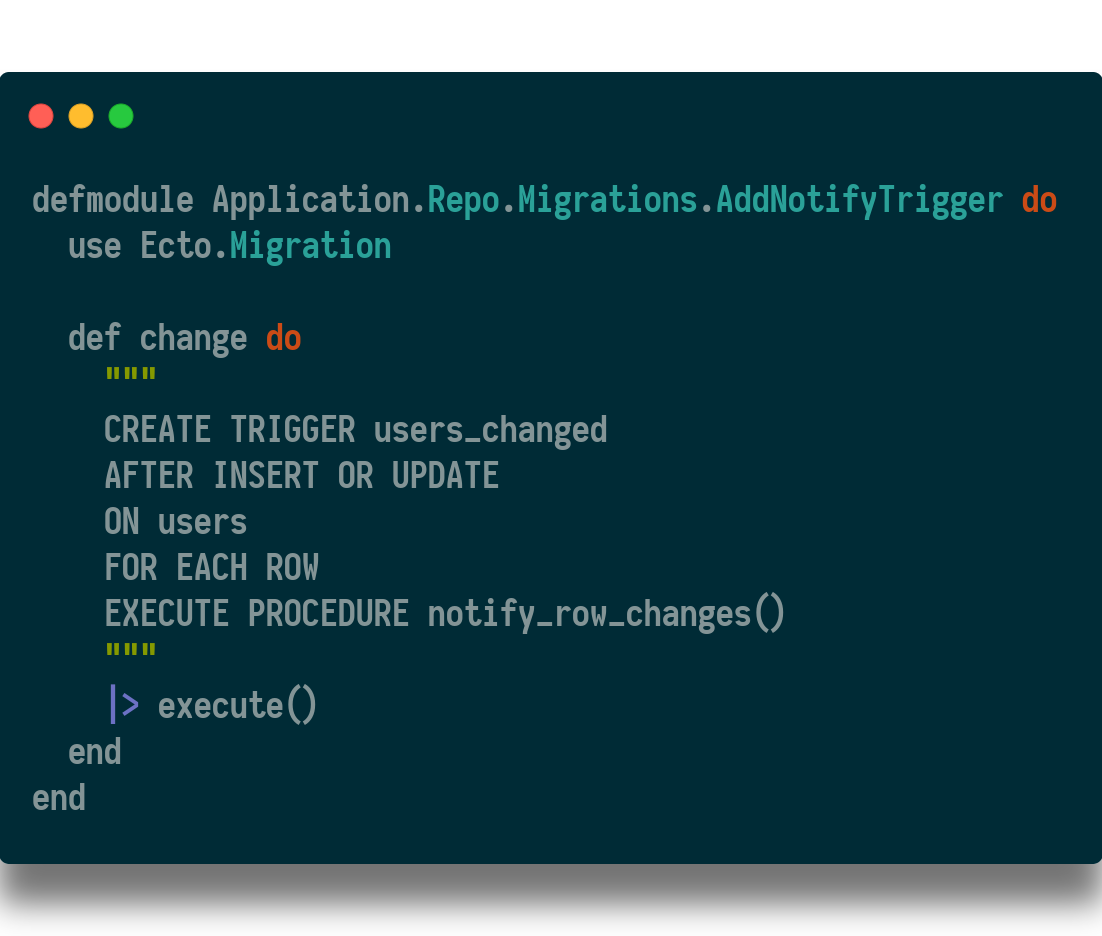 defmodule Application.Repo.Migrations.AddNotifyTrigger do
  use Ecto.Migration

  def change do
    """
    CREATE TRIGGER users_changed
    AFTER INSERT OR UPDATE
    ON users
    FOR EACH ROW
    EXECUTE PROCEDURE notify_row_changes()
    """
    |> execute()
  end
end